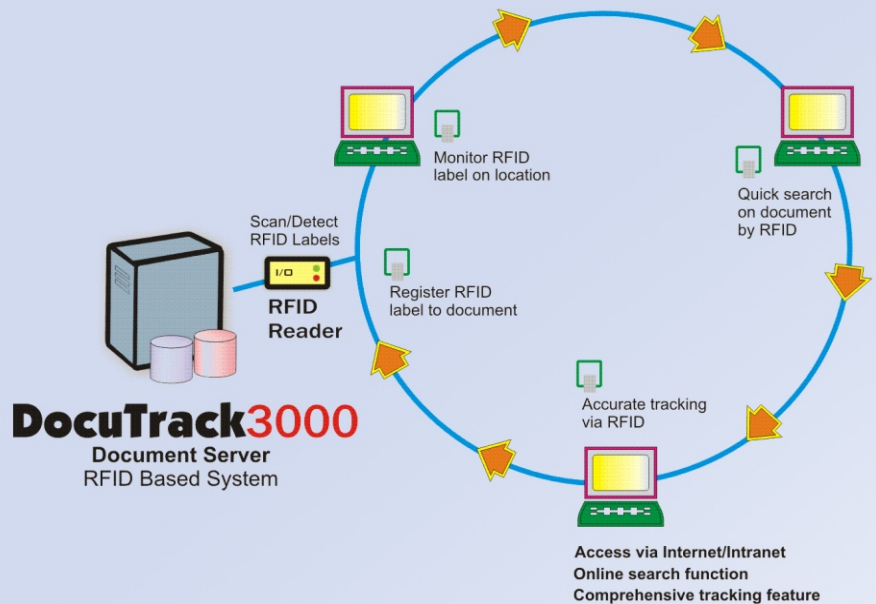 Monitor RFID
label on location
Quick search
on document
by RFID
Scan/Detect
RFID Labels
I/O
RFID
Reader
Register RFID
label to document
Accurate tracking
via RFID
DocuTrack3000
Document Server
RFID Based System
Access via Internet/Intranet
Online search function
Comprehensive tracking feature